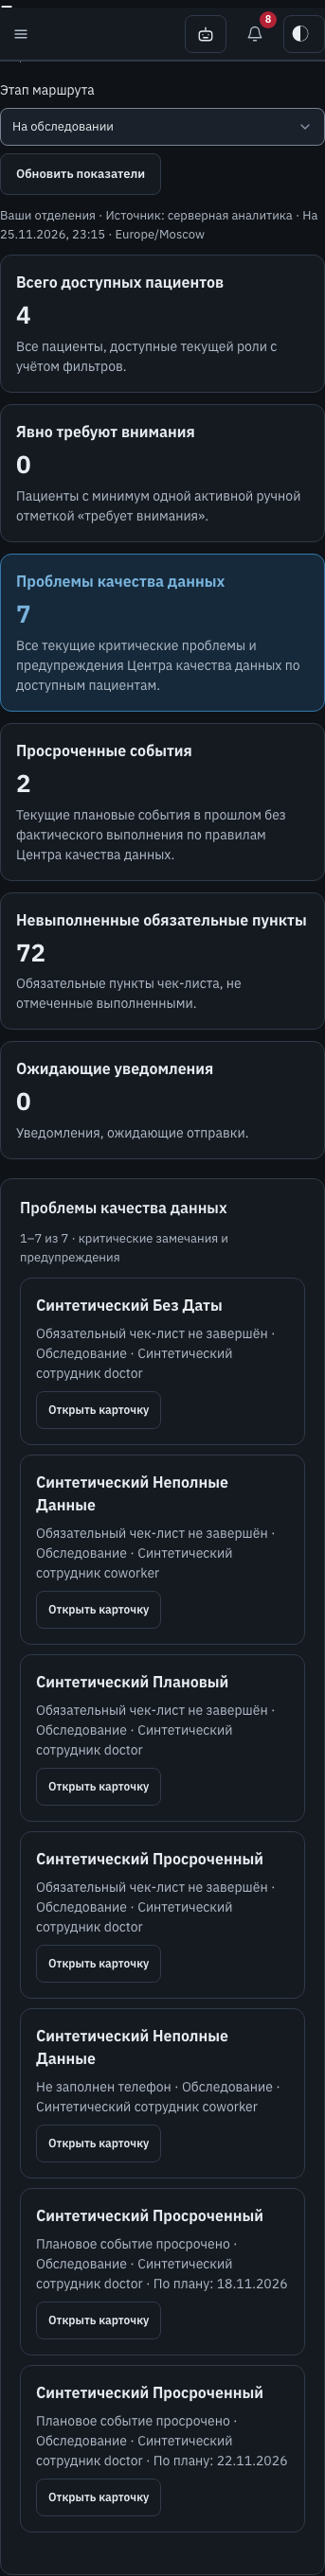 8
Этап маршрута
На обследовании
Обновить показатели
Ваши отделения · Источник: серверная аналитика · На
25.11.2026, 23:15 · Europe/Moscow
Всего доступных пациентов
4
Все пациенты, доступные текущей роли с
учётом фильтров.
Явно требуют внимания
0
Пациенты с минимум одной активной ручной
отметкой «требует внимания».
Проблемы качества данных
7
Все текущие критические проблемы и
предупреждения Центра качества данных по
доступным пациентам.
Просроченные события
2
Текущие плановые события в прошлом без
фактического выполнения по правилам
Центра качества данных.
Невыполненные обязательные пункты
72
Обязательные пункты чек-листа, не
отмеченные выполненными.
Ожидающие уведомления
0
Уведомления, ожидающие отправки.
Проблемы качества данных
1–7 из 7 · критические замечания и
предупреждения
Синтетический Без Даты
Обязательный чек-лист не завершён ·
Обследование · Синтетический
сотрудник doctor
Открыть карточку
Синтетический Неполные
Данные
Обязательный чек-лист не завершён ·
Обследование · Синтетический
сотрудник coworker
Открыть карточку
Синтетический Плановый
Обязательный чек-лист не завершён ·
Обследование · Синтетический
сотрудник doctor
Открыть карточку
Синтетический Просроченный
Обязательный чек-лист не завершён ·
Обследование · Синтетический
сотрудник doctor
Открыть карточку
Синтетический Неполные
Данные
Не заполнен телефон · Обследование ·
Синтетический сотрудник coworker
Открыть карточку
Синтетический Просроченный
Плановое событие просрочено ·
Обследование · Синтетический
сотрудник doctor · По плану: 18.11.2026
Открыть карточку
Синтетический Просроченный
Плановое событие просрочено ·
Обследование · Синтетический
сотрудник doctor · По плану: 22.11.2026
Открыть карточку